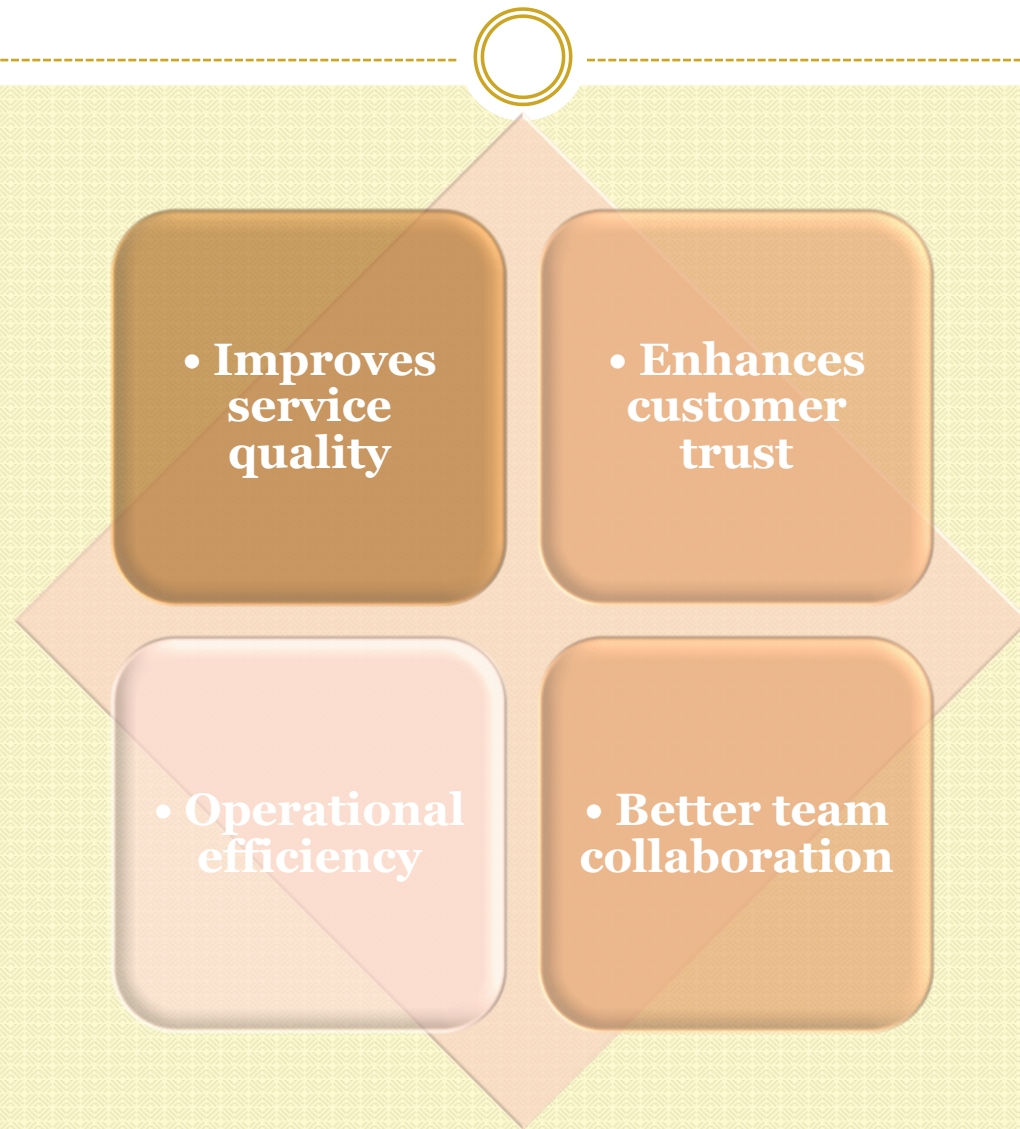 • Improves
service
quality
• Enhances
customer
trust
• Operational
efficiency
• Better team
collaboration